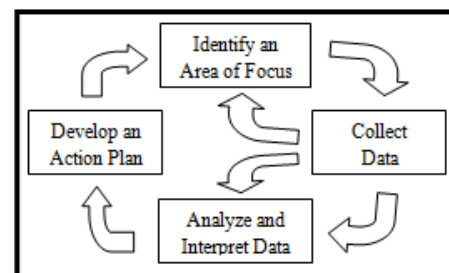 Identify an
Area of Focus
Develop an
Action Plan
Collect
Data
Analyze and
Interpret Data